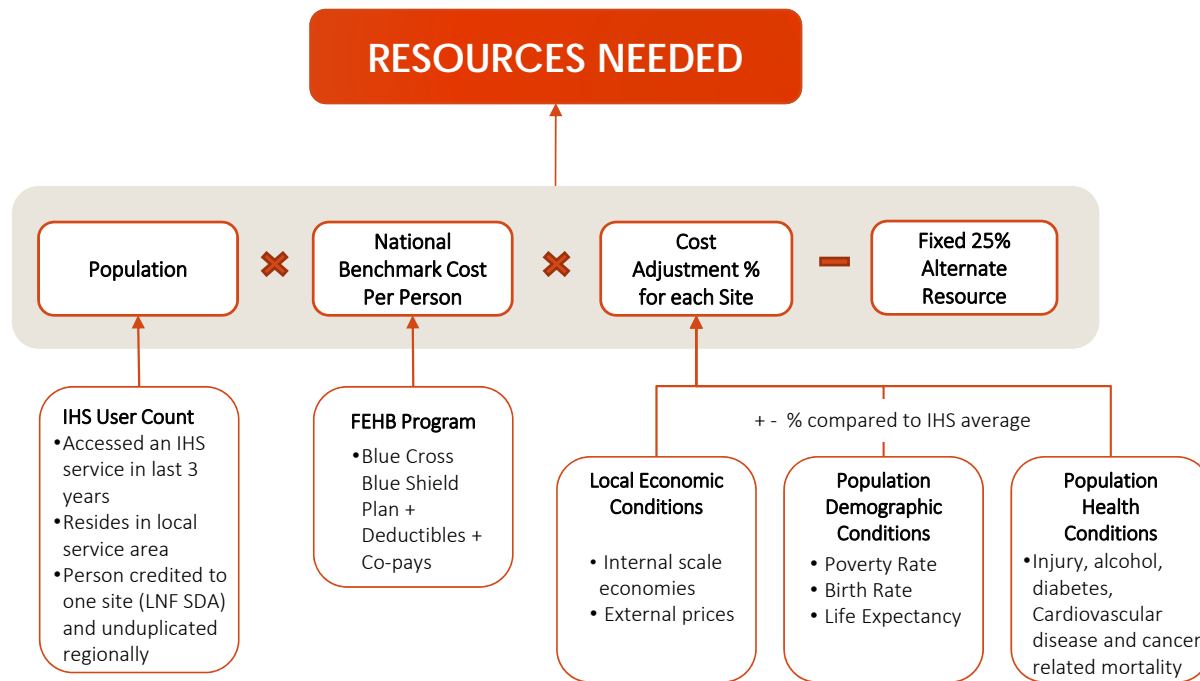 RESOURCES NEEDED
Population
National
Benchmark Cost
Per Person
Cost
Adjustment %
for each Site
Fixed 25%
Alternate
Resource
IHS User Count
•Accessed an IHS
service in last 3
years
•Resides in local
service area
•Person credited to
one site (LNF SDA)
and unduplicated
regionally
FEHB Program
•Blue Cross
Blue Shield
Plan +
Deductibles +
Co-pays
+ - % compared to IHS average
Local Economic
Conditions
• Internal scale
economies
• External prices
Population
Demographic
Conditions
• Poverty Rate
• Birth Rate
• Life Expectancy
Population
Health
Conditions
•Injury, alcohol,
diabetes,
Cardiovascular
disease and cancer
related mortality